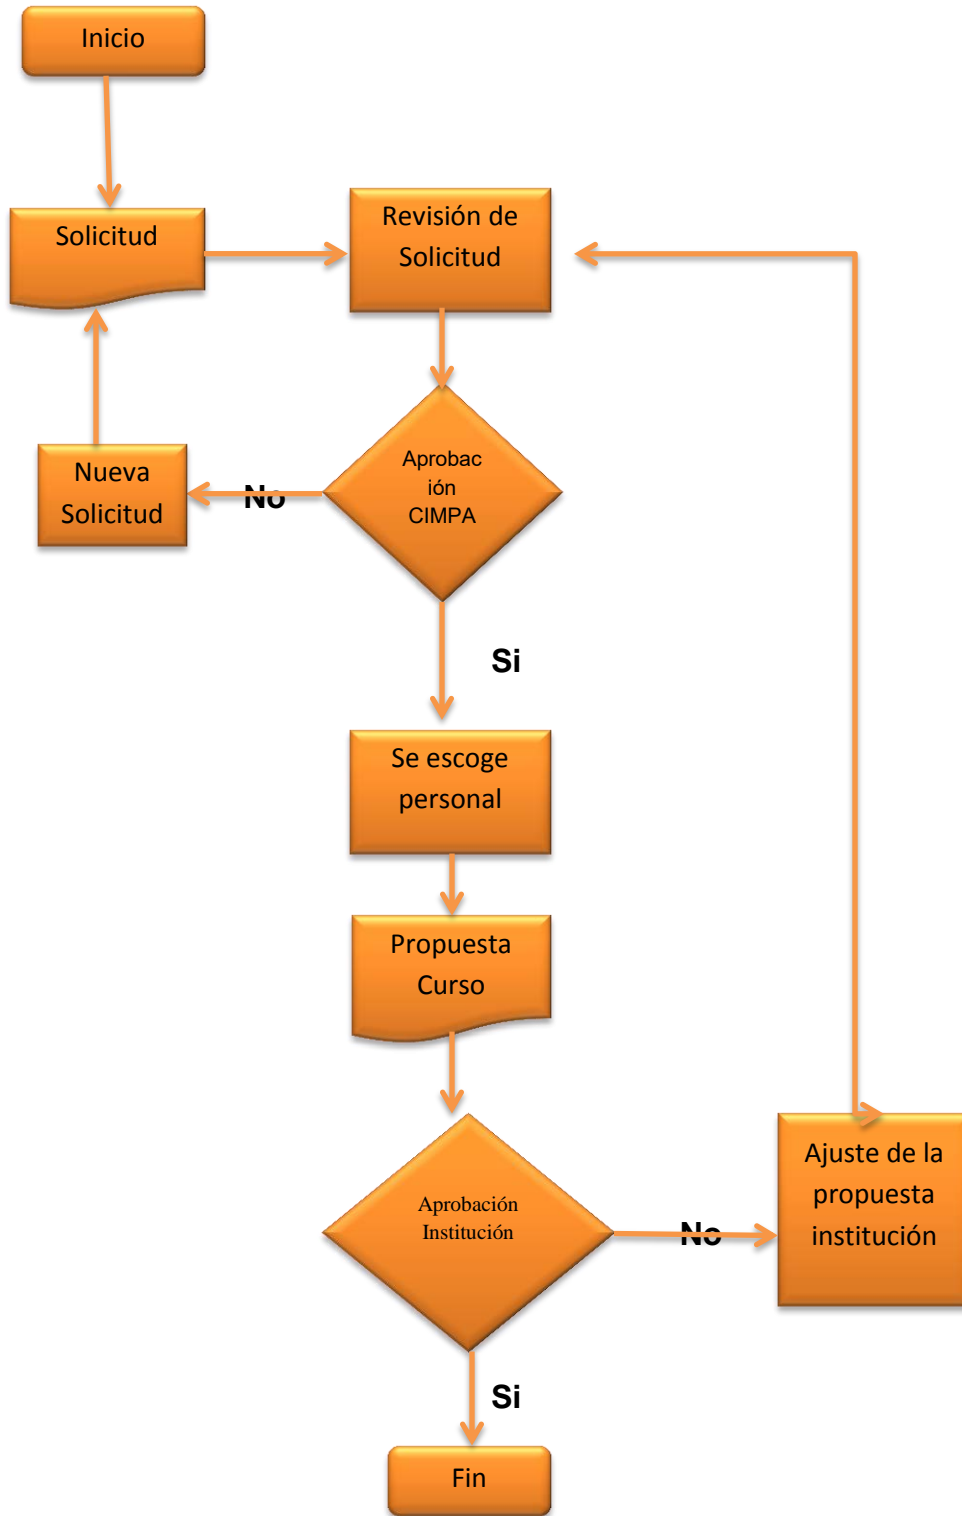 Inicio
Solicitud
Revisión de
Solicitud
Aprobac
ión
CIMPA
No
Nueva
Solicitud
Si
Se escoge
personal
Propuesta
Curso
Aprobación
Institución
No
Ajuste de la
propuesta
institución
Si
Fin